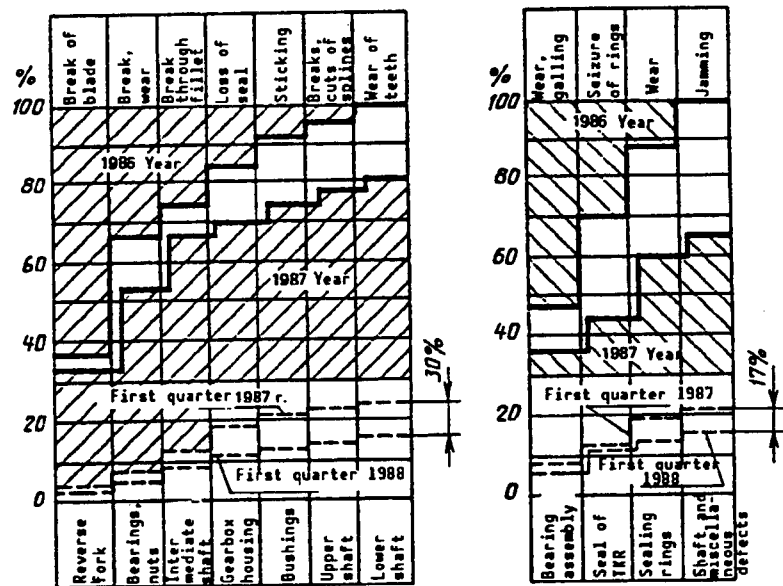 Break of
blade
Break,
wear
Break
through
fillet
Loss of
seal
Sticking
Breaks,
cuts of
splines
Wear of
teeth
%
100
80
60
40
20
0
1986 Year
1987 Year
First quarter 1987 r.
First quarter 1988
30%
Reverse
fork
Bearings,
nuts
Inter
mediate
shaft
Gearbox
housing
Bushings
Upper
shaft
Lower
shaft
Wear,
galling
Seizure
of rings
Wear
Jamming
%
100
80
60
40
20
0
1986 Year
1987 Year
First quarter 1987
First quarter
1988
17%
Bearing
assembly
Seal of
TKR
Sealing
rings
Shaft and
miscella-
neous
defects